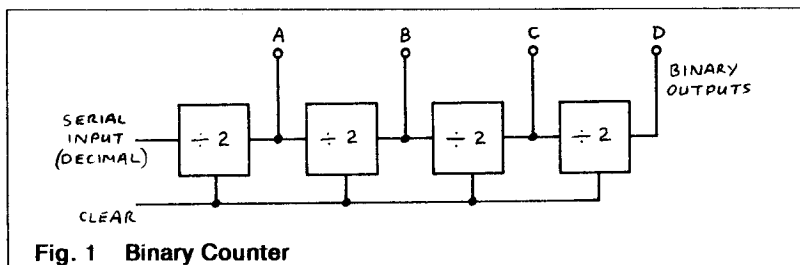 A B C D
BINARY
OUTPUTS
SERIAL
INPUT
(DECIMAL)
÷ 2 ÷ 2 ÷ 2 ÷ 2
CLEAR
Fig. 1 Binary Counter